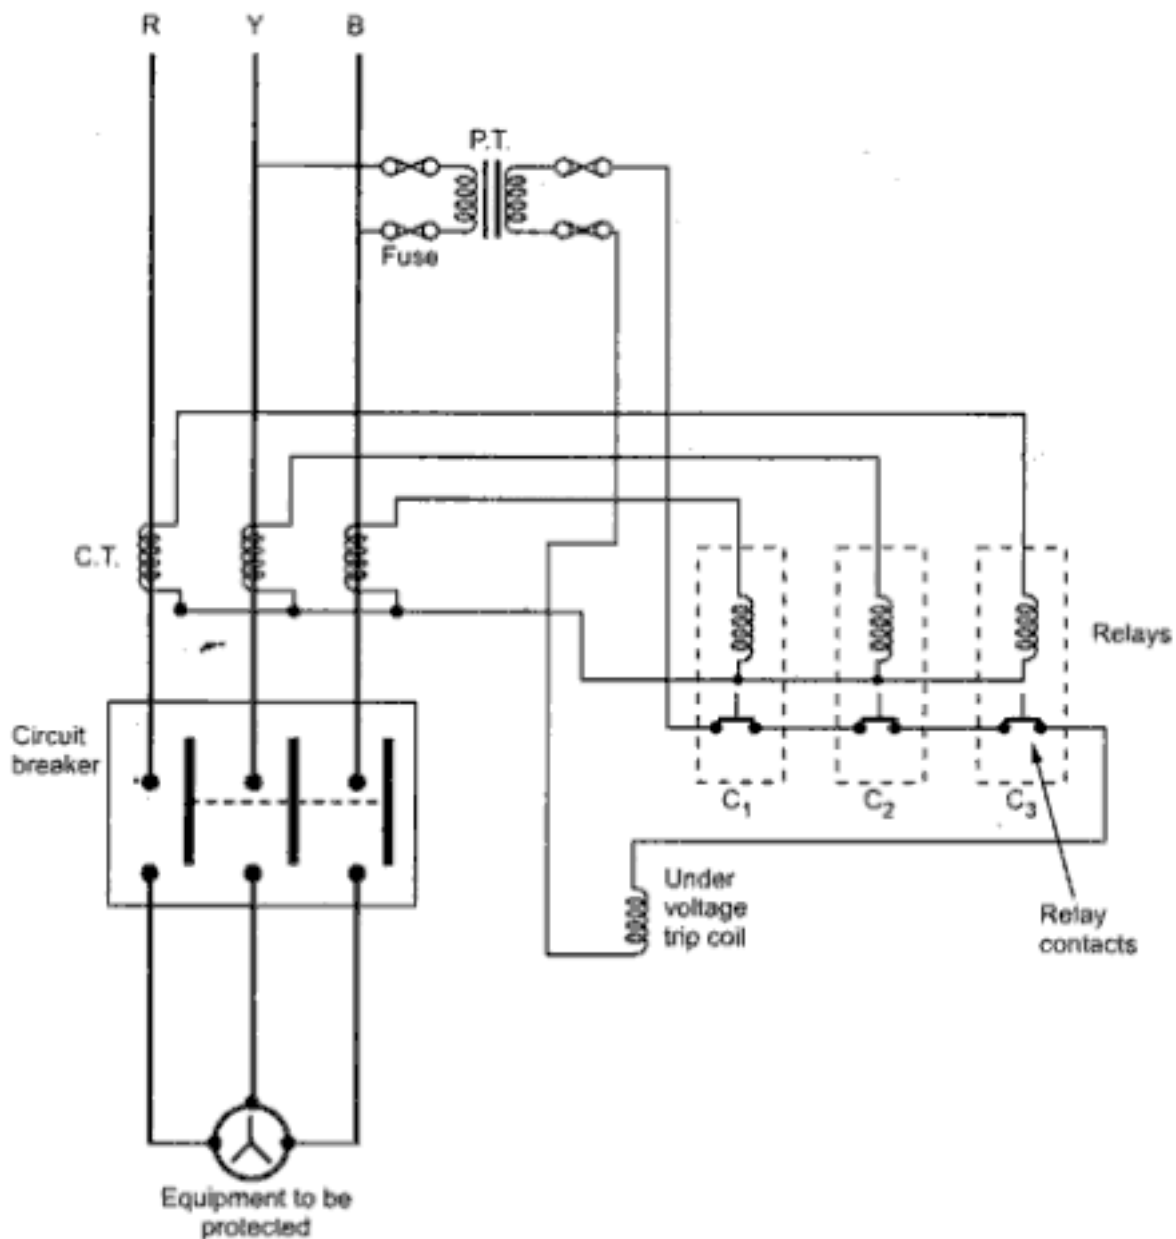 R Y B
P.T.
Fuse
C.T.
Relays
Circuit
breaker
C1 C2 C3
Under
voltage
trip coil
Relay
contacts
Equipment to be
protected